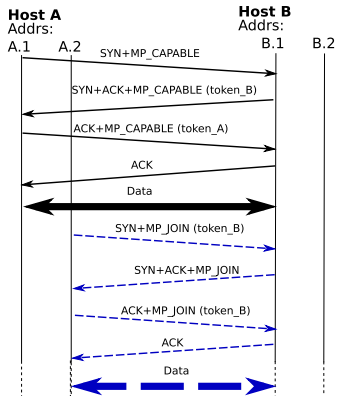 Host A
Addrs:
Host B
Addrs:
A.1 A.2 B.1 B.2
SYN+MP_CAPABLE
SYN+ACK+MP_CAPABLE (token_B)
ACK+MP_CAPABLE (token_A)
ACK
Data
SYN+MP_JOIN (token_B)
SYN+ACK+MP_JOIN
ACK+MP_JOIN (token_B)
ACK
Data